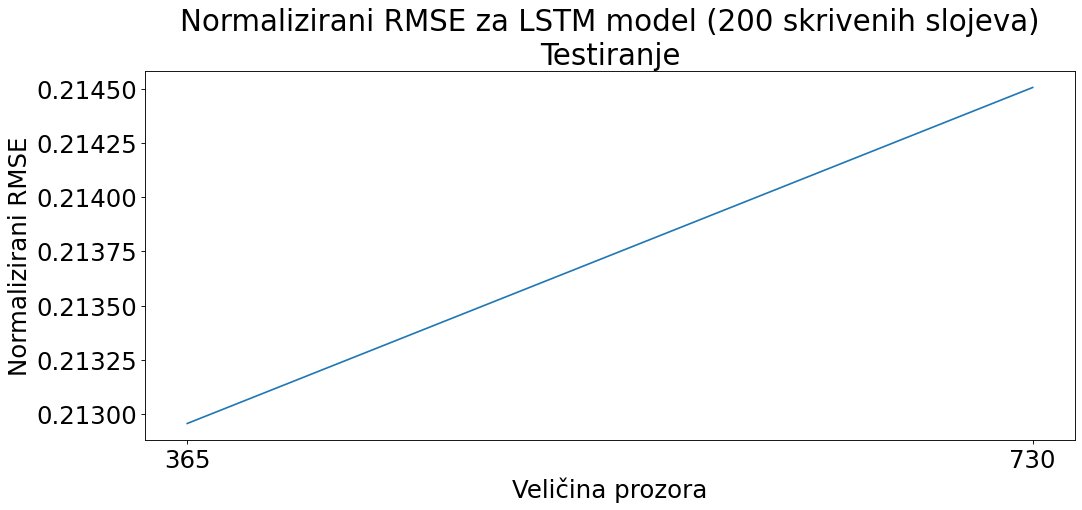 Normalizirani RMSE za LSTM model (200 skrivenih slojeva)
Testiranje
Normalizirani RMSE
0.21450
0.21425
0.21400
0.21375
0.21350
0.21325
0.21300
365
730
Veličina prozora